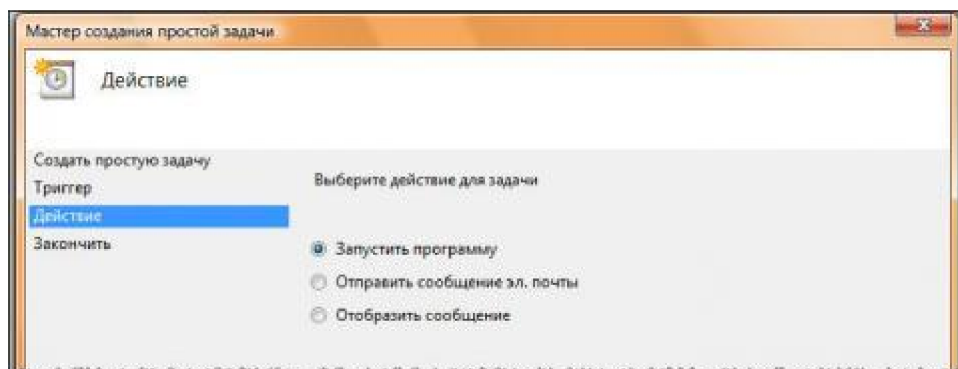 Мастер создания простой задачи
Действие
Создать простую задачу
Триггер
Действие
Закончить
Выберите действие для задачи
Запустить программу
Отправить сообщение эл. почты
Отобразить сообщение